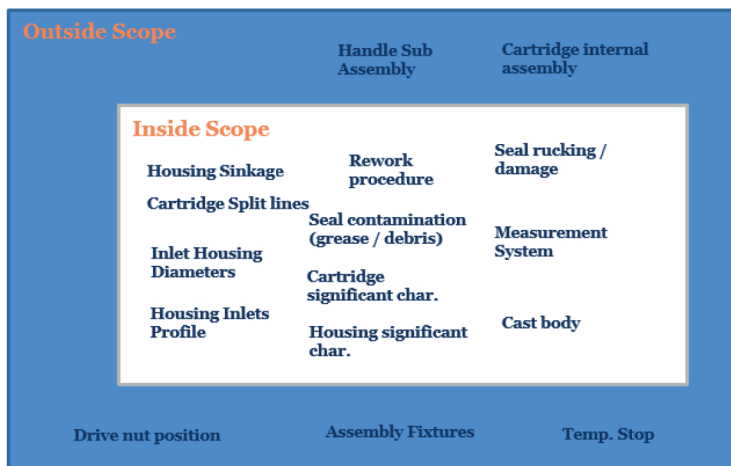 Outside Scope
Handle Sub
Assembly
Cartridge internal
assembly
Inside Scope
Housing Sinkage
Cartridge Split lines
Inlet Housing
Diameters
Housing Inlets
Profile
Rework
procedure
Seal contamination
(grease / debris)
Cartridge
significant char.
Housing significant
char.
Seal rucking /
damage
Measurement
System
Cast body
Drive nut position
Assembly Fixtures
Temp. Stop